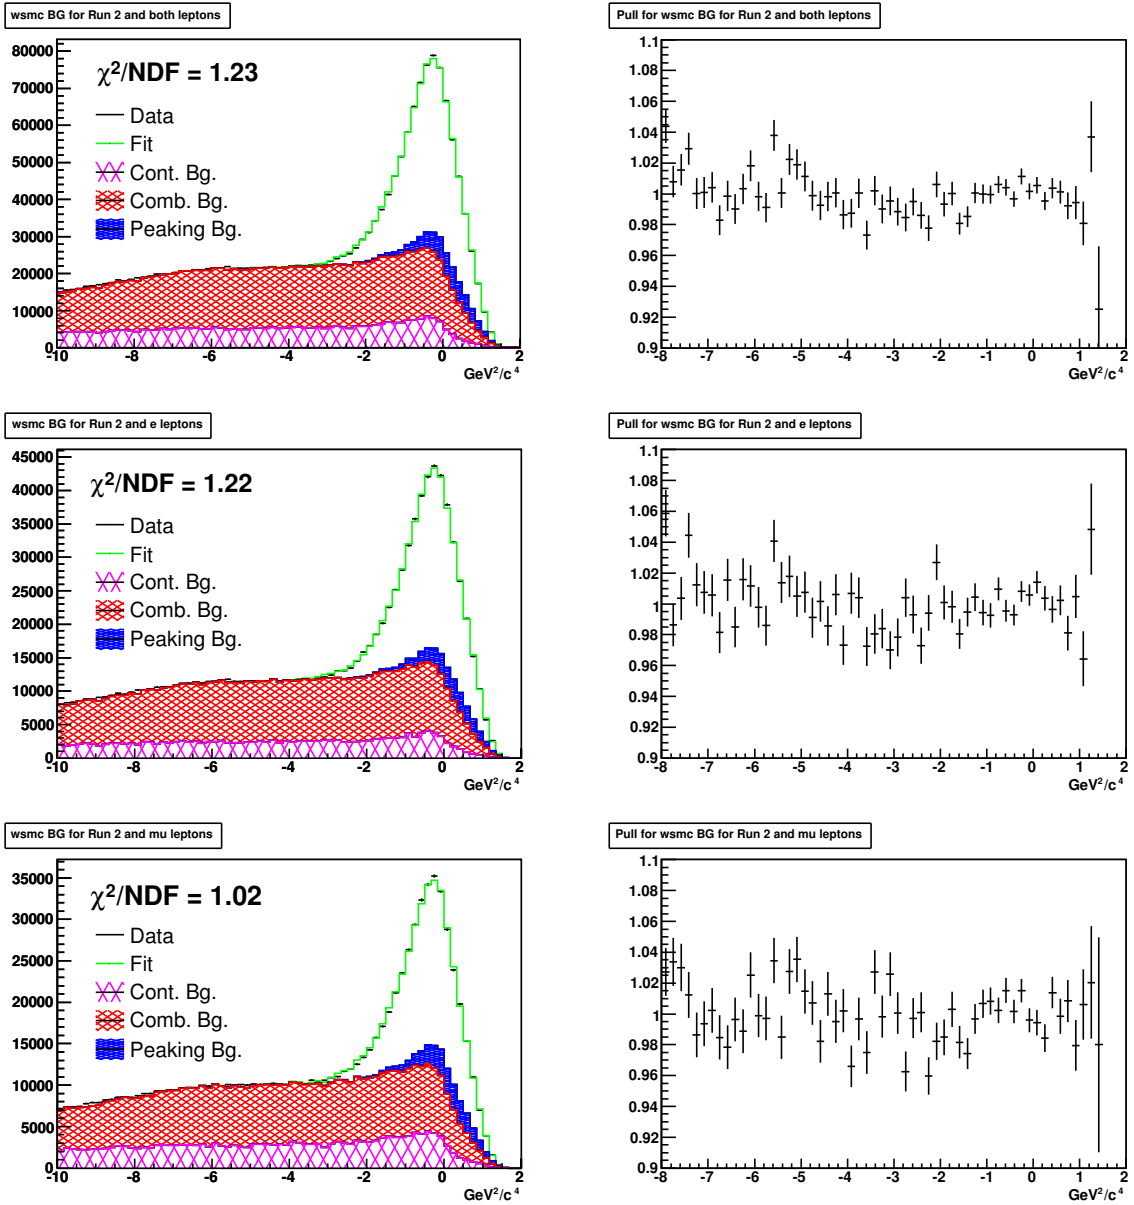 wsmc BG for Run 2 and both leptons
80000
70000
60000
50000
40000
30000
20000
10000
0
χ²/NDF = 1.23
Data
Fit
Cont. Bg.
Comb. Bg.
Peaking Bg.
-10 -8 -6 -4 -2 0 2
GeV²/c⁴
Pull for wsmc BG for Run 2 and both leptons
1.1
1.08
1.06
1.04
1.02
1
0.98
0.96
0.94
0.92
0.9
-8 -7 -6 -5 -4 -3 -2 -1 0 1 2
GeV²/c⁴
wsmc BG for Run 2 and e leptons
45000
40000
35000
30000
25000
20000
15000
10000
5000
0
χ²/NDF = 1.22
Data
Fit
Cont. Bg.
Comb. Bg.
Peaking Bg.
-10 -8 -6 -4 -2 0 2
GeV²/c⁴
Pull for wsmc BG for Run 2 and e leptons
1.1
1.08
1.06
1.04
1.02
1
0.98
0.96
0.94
0.92
0.9
-8 -7 -6 -5 -4 -3 -2 -1 0 1 2
GeV²/c⁴
wsmc BG for Run 2 and mu leptons
35000
30000
25000
20000
15000
10000
5000
0
χ²/NDF = 1.02
Data
Fit
Cont. Bg.
Comb. Bg.
Peaking Bg.
-10 -8 -6 -4 -2 0 2
GeV²/c⁴
Pull for wsmc BG for Run 2 and mu leptons
1.1
1.08
1.06
1.04
1.02
1
0.98
0.96
0.94
0.92
0.9
-8 -7 -6 -5 -4 -3 -2 -1 0 1 2
GeV²/c⁴